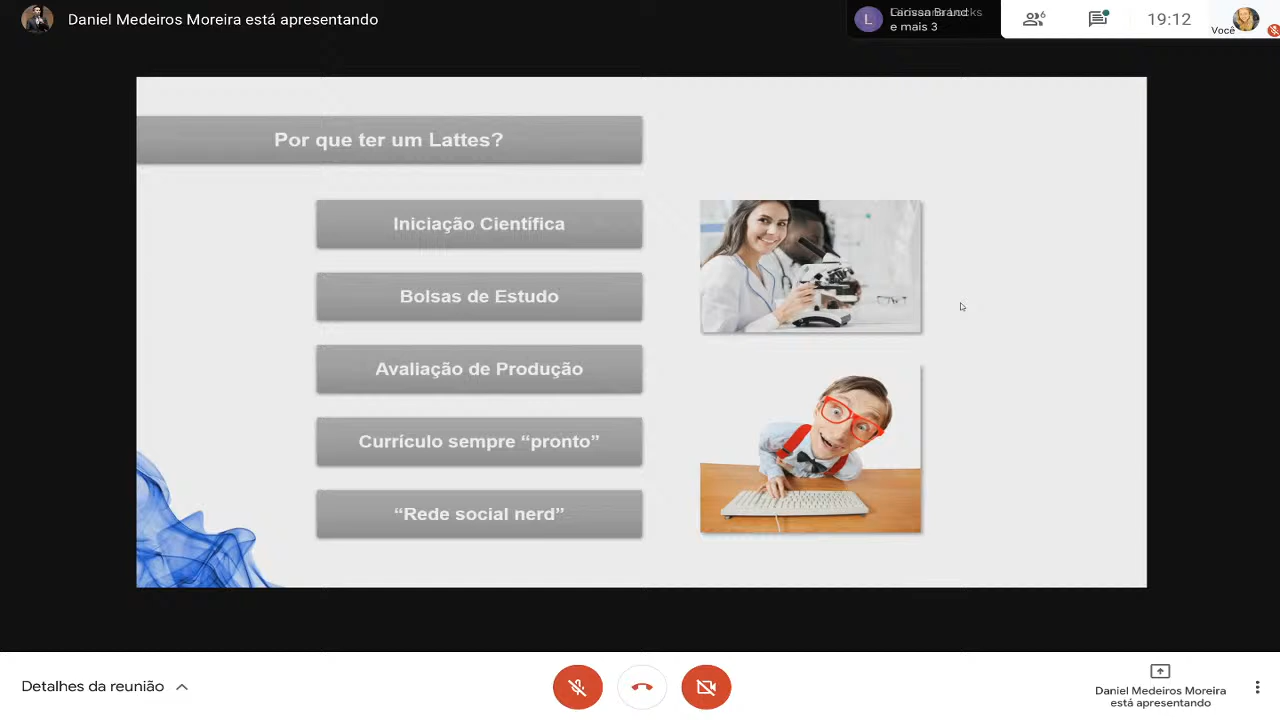 Daniel Medeiros Moreira está apresentando
L
e mais 3
6
19:12
Você
Por que ter um Lattes?
Iniciação Científica
Bolsas de Estudo
Avaliação de Produção
Currículo sempre “pronto”
“Rede social nerd”
Detalhes da reunião
Daniel Medeiros Moreira
está apresentando